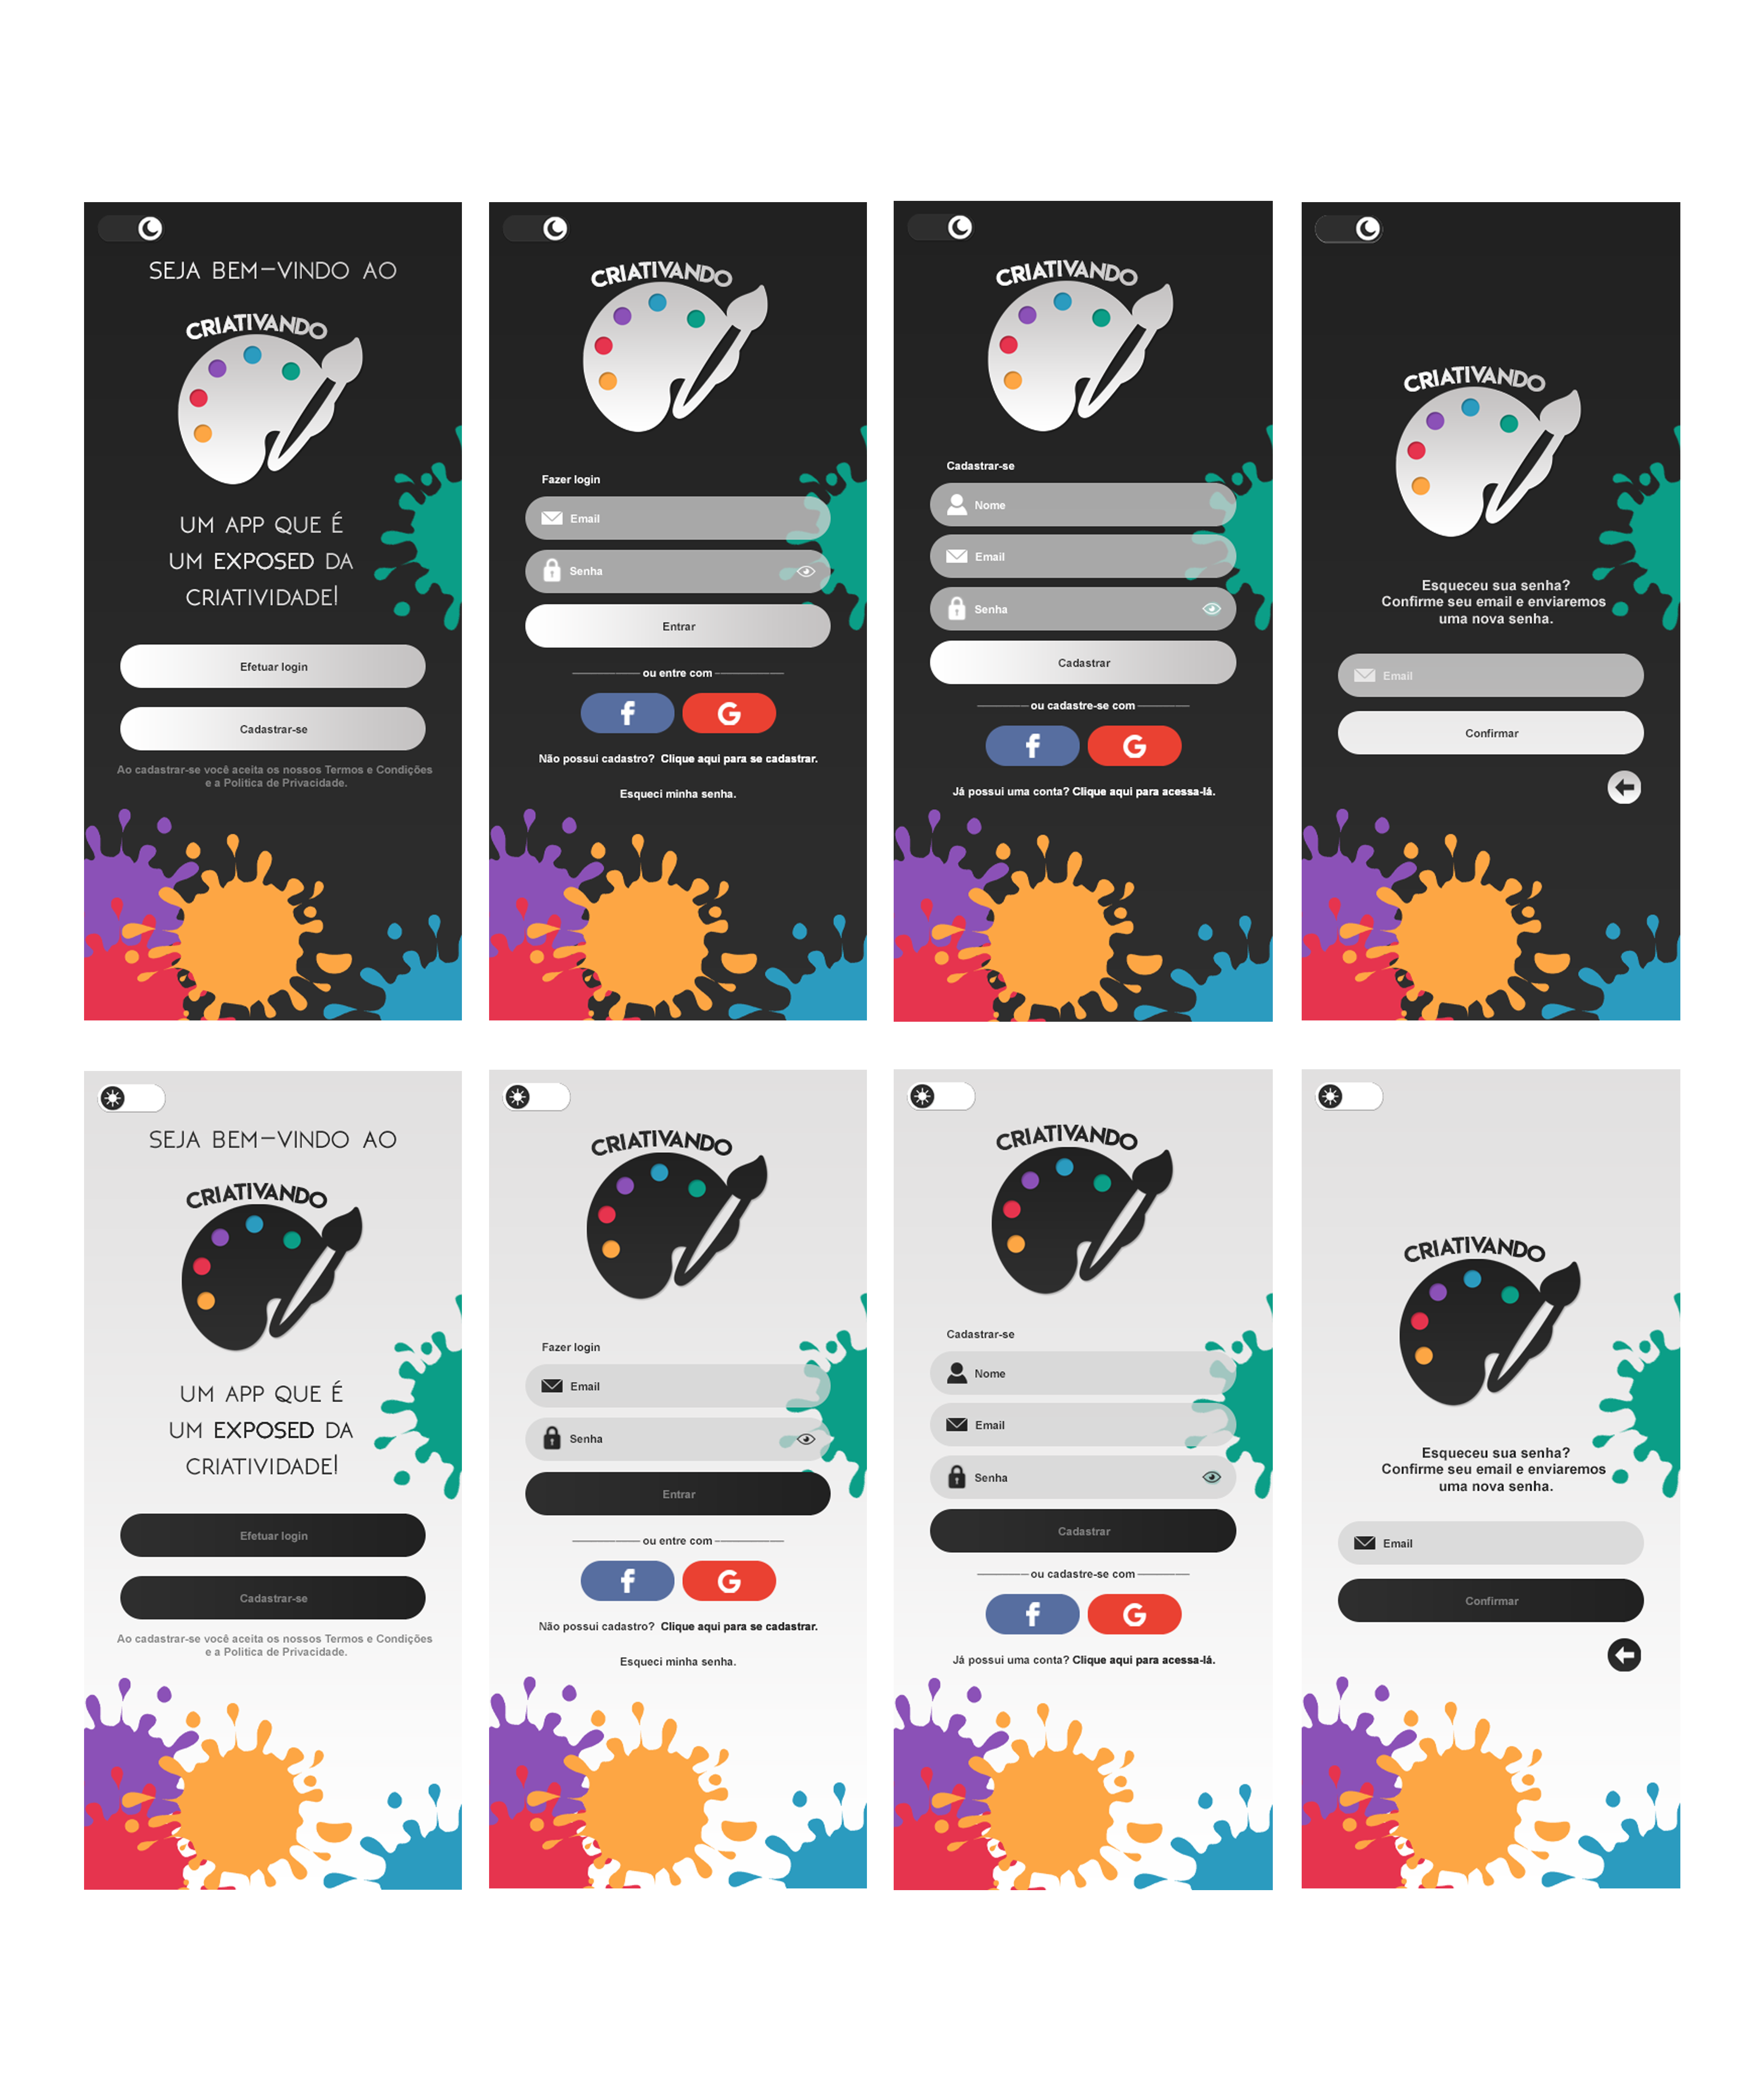 SEJA BEM-VINDO AO
CRIATIVANDO
UM APP QUE É
UM EXPOSED DA
CRIATIVIDADE!
Efetuar login
Cadastrar-se
Ao cadastrar-se você aceita os nossos Termos e Condições
e a Politica de Privacidade.
CRIATIVANDO
Fazer login
Email
Senha
Entrar
ou entre com
f G
Não possui cadastro? Clique aqui para se cadastrar.
Esqueci minha senha.
CRIATIVANDO
Cadastrar-se
Nome
Email
Senha
Cadastrar
ou cadastre-se com
f G
Já possui uma conta? Clique aqui para acessa-lá.
CRIATIVANDO
Esqueceu sua senha?
Confirme seu email e enviaremos
uma nova senha.
Email
Confirmar
SEJA BEM-VINDO AO
CRIATIVANDO
UM APP QUE É
UM EXPOSED DA
CRIATIVIDADE!
Efetuar login
Cadastrar-se
Ao cadastrar-se você aceita os nossos Termos e Condições
e a Politica de Privacidade.
CRIATIVANDO
Fazer login
Email
Senha
Entrar
ou entre com
f G
Não possui cadastro? Clique aqui para se cadastrar.
Esqueci minha senha.
CRIATIVANDO
Cadastrar-se
Nome
Email
Senha
Cadastrar
ou cadastre-se com
f G
Já possui uma conta? Clique aqui para acessa-lá.
CRIATIVANDO
Esqueceu sua senha?
Confirme seu email e enviaremos
uma nova senha.
Email
Confirmar